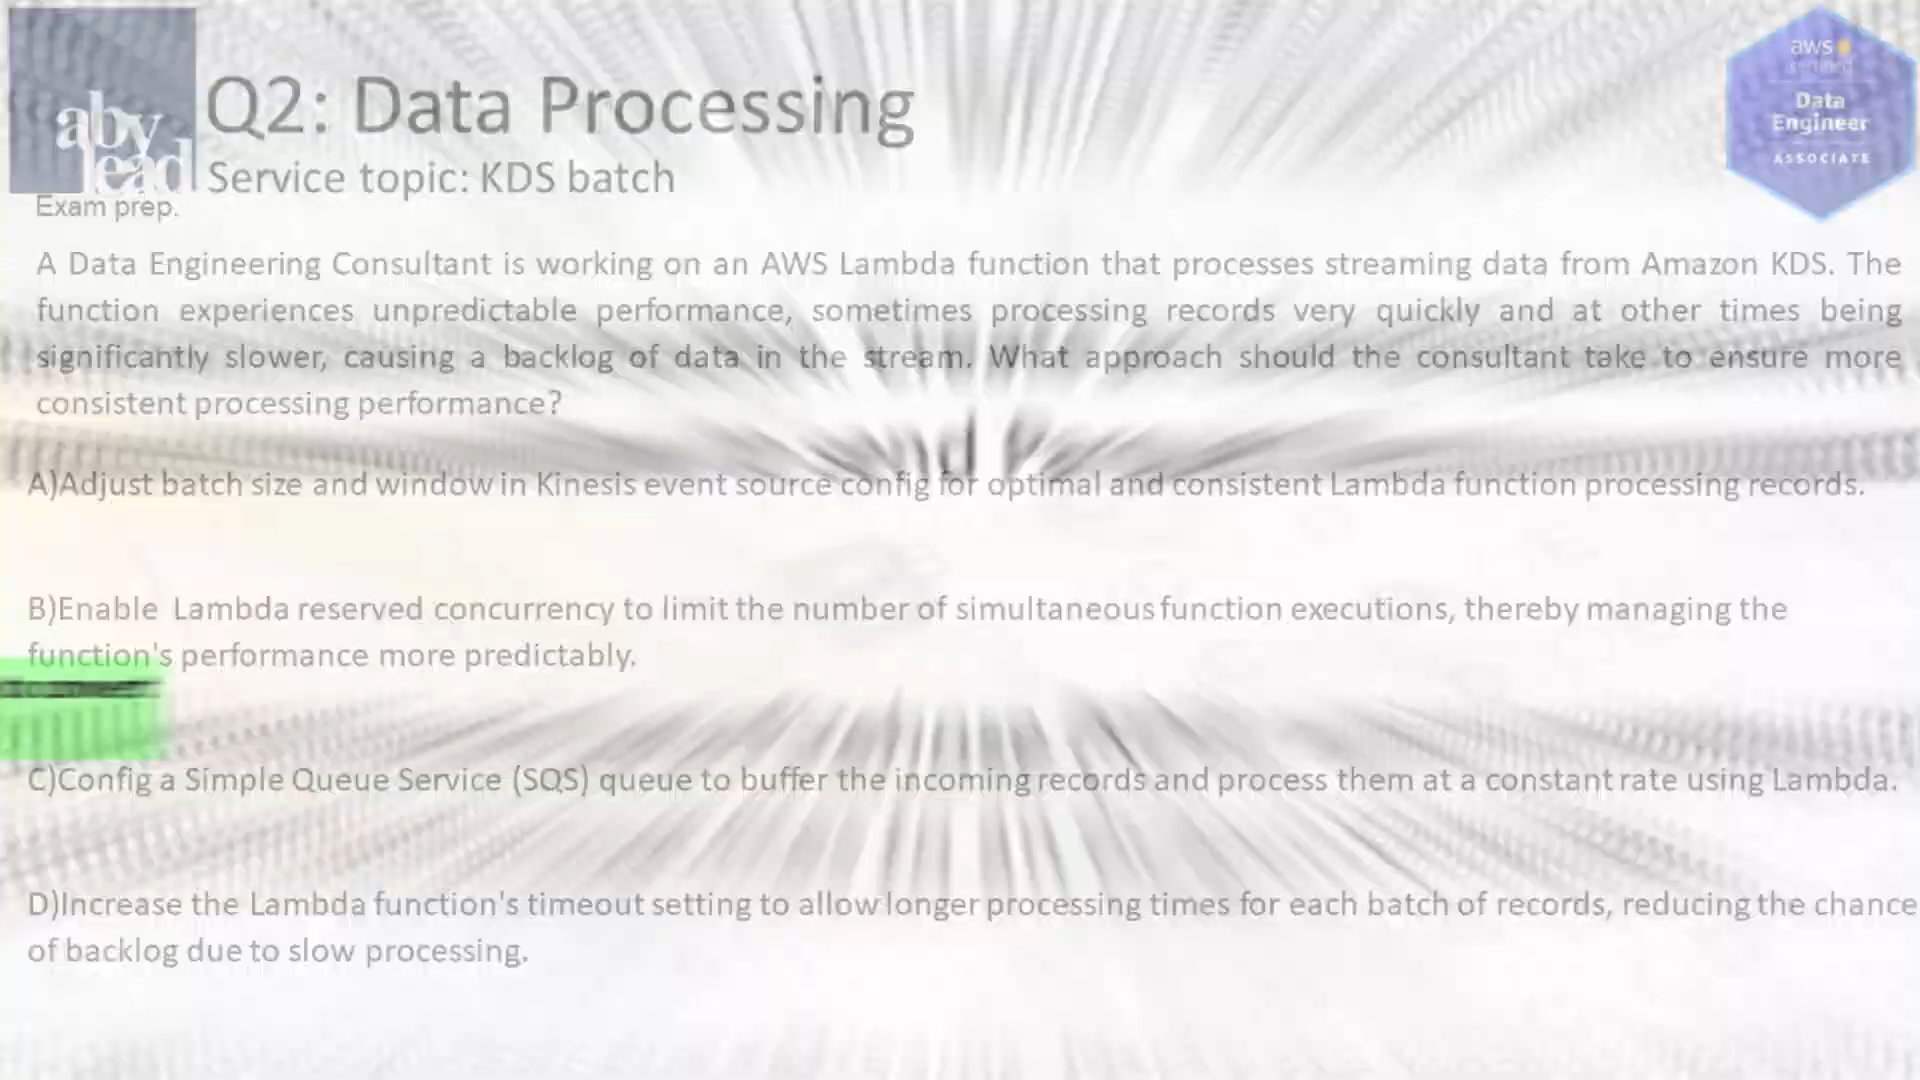 aby
lead
Q2: Data Processing
Service topic: KDS batch
Exam prep.
aws
certified
Data
Engineer
ASSOCIATE
A Data Engineering Consultant is working on an AWS Lambda function that processes streaming data from Amazon KDS. The
function experiences unpredictable performance, sometimes processing records very quickly and at other times being
significantly slower, causing a backlog of data in the stream. What approach should the consultant take to ensure more
consistent processing performance?
A)Adjust batch size and window in Kinesis event source config for optimal and consistent Lambda function processing records.
B)Enable Lambda reserved concurrency to limit the number of simultaneous function executions, thereby managing the
function's performance more predictably.
C)Config a Simple Queue Service (SQS) queue to buffer the incoming records and process them at a constant rate using Lambda.
D)Increase the Lambda function's timeout setting to allow longer processing times for each batch of records, reducing the chance
of backlog due to slow processing.